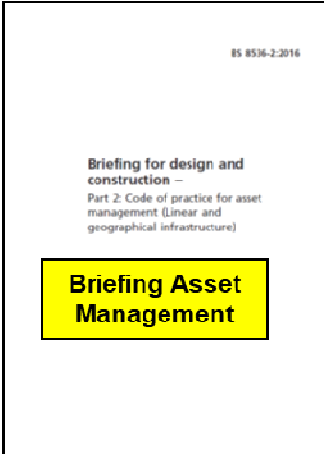 BS 8536-2:2016
Briefing for design and
construction –
Part 2: Code of practice for asset
management (Linear and
geographical infrastructure)
Briefing Asset
Management